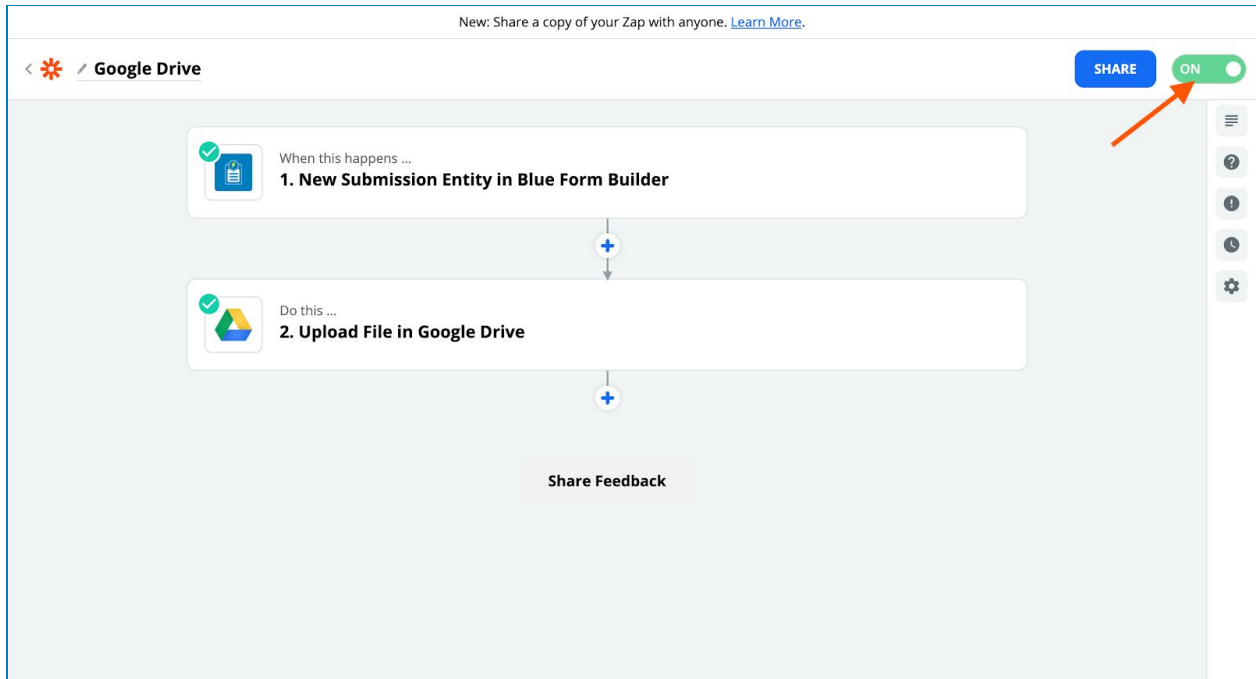 New: Share a copy of your Zap with anyone. Learn More.
Google Drive
SHARE
ON
When this happens ...
1. New Submission Entity in Blue Form Builder
Do this ...
2. Upload File in Google Drive
Share Feedback